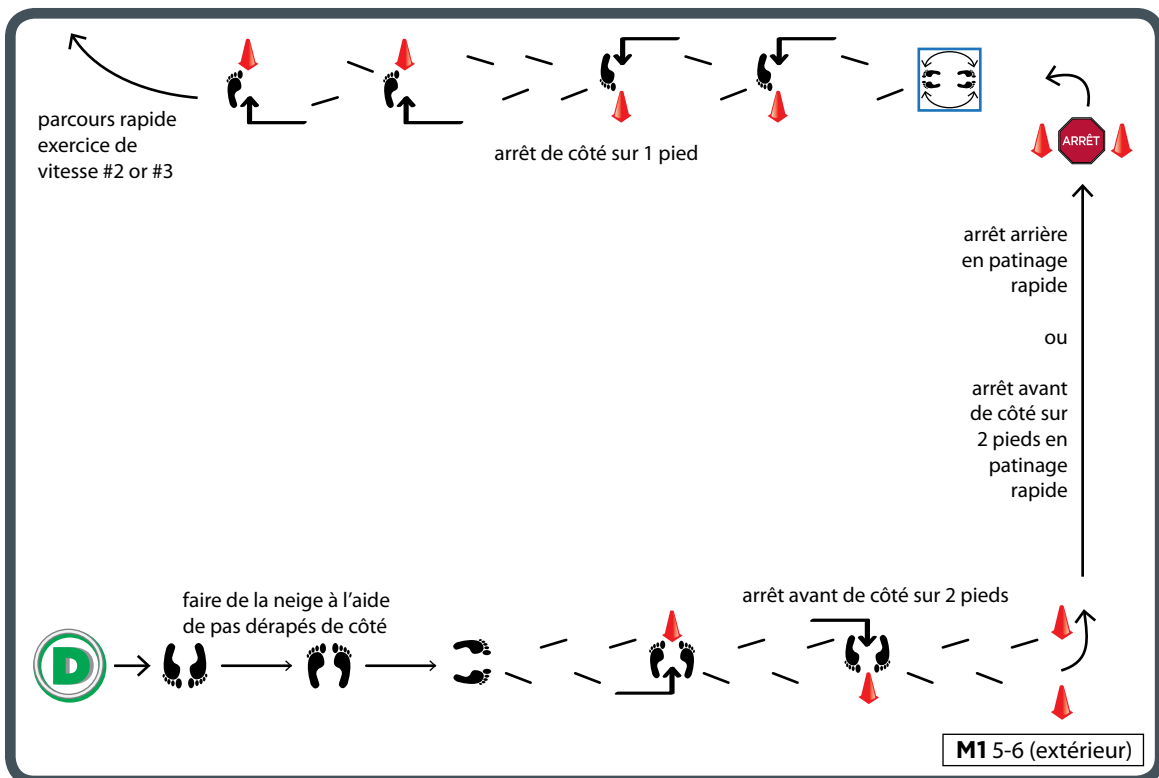 parcours rapide
exercice de
vitesse #2 or #3
arrêt de côté sur 1 pied
ARRÊT
arrêt arrière
en patinage
rapide
ou
arrêt avant
de côté sur
2 pieds en
patinage
rapide
faire de la neige à l’aide
de pas dérapés de côté
arrêt avant de côté sur 2 pieds
D
M1 5-6 (extérieur)